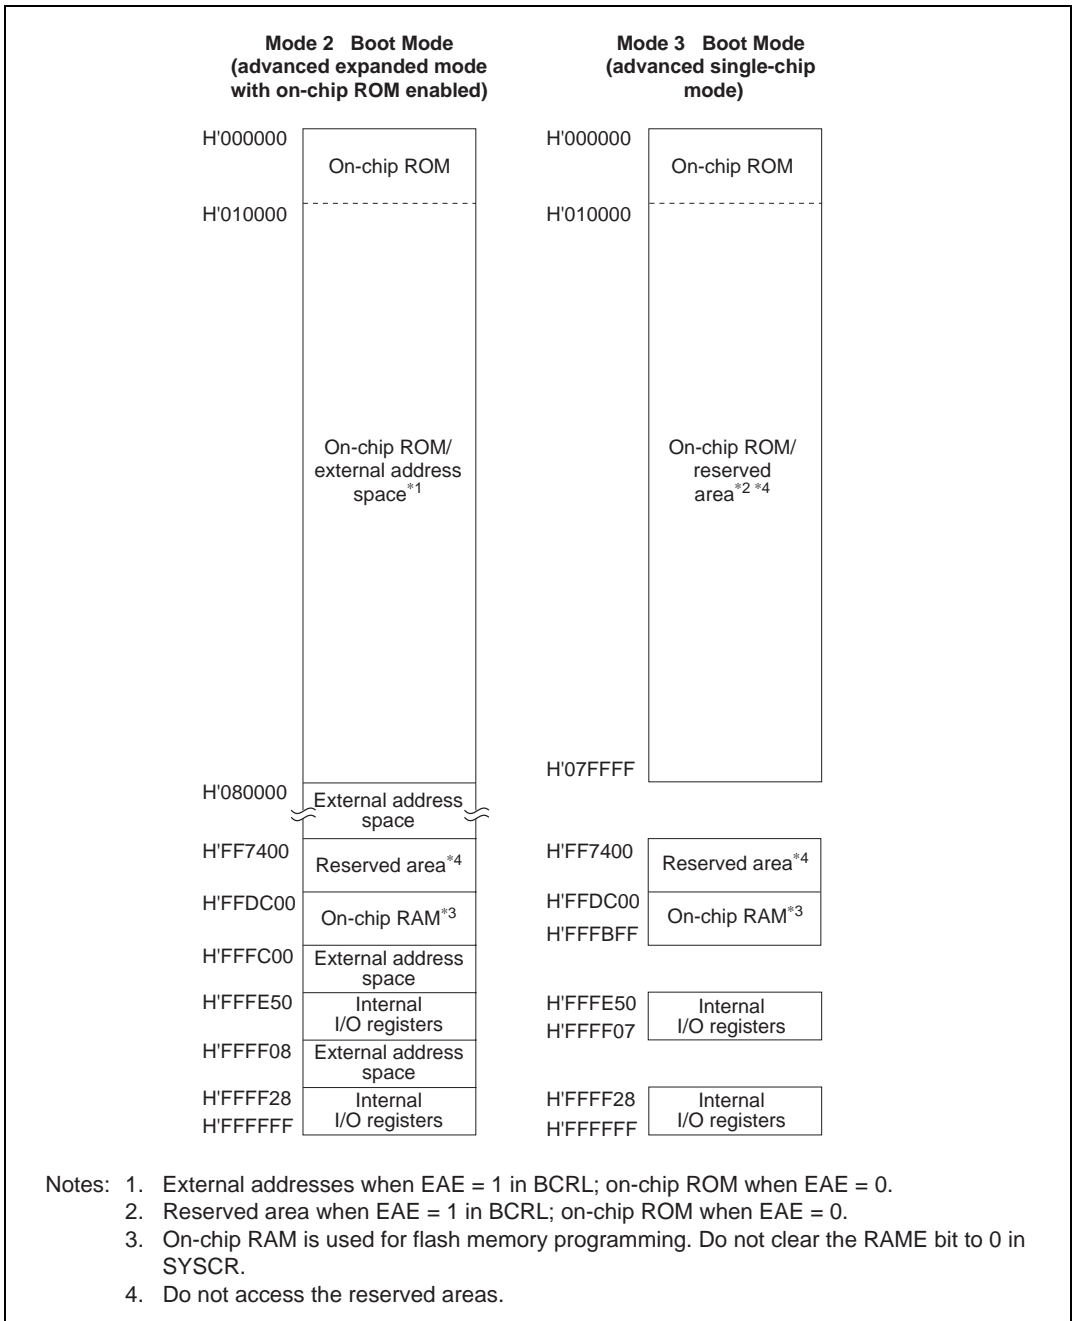 Mode 2 Boot Mode
(advanced expanded mode
with on-chip ROM enabled)
H'000000
On-chip ROM
H'010000
On-chip ROM/
external address
space*1
H'080000
External address
space
H'FF7400
Reserved area*4
H'FFDC00
On-chip RAM*3
H'FFFC00
External address
space
H'FFFE50
Internal
I/O registers
H'FFFF08
External address
space
H'FFFF28
Internal
I/O registers
H'FFFFFF
Mode 3 Boot Mode
(advanced single-chip
mode)
H'000000
On-chip ROM
H'010000
On-chip ROM/
reserved
area*2 *4
H'07FFFF
H'FF7400
Reserved area*4
H'FFDC00
On-chip RAM*3
H'FFFBFF
H'FFFE50
Internal
I/O registers
H'FFFF07
H'FFFF28
Internal
I/O registers
H'FFFFFF
Notes: 1. External addresses when EAE = 1 in BCRL; on-chip ROM when EAE = 0.
2. Reserved area when EAE = 1 in BCRL; on-chip ROM when EAE = 0.
3. On-chip RAM is used for flash memory programming. Do not clear the RAME bit to 0 in
SYSCR.
4. Do not access the reserved areas.